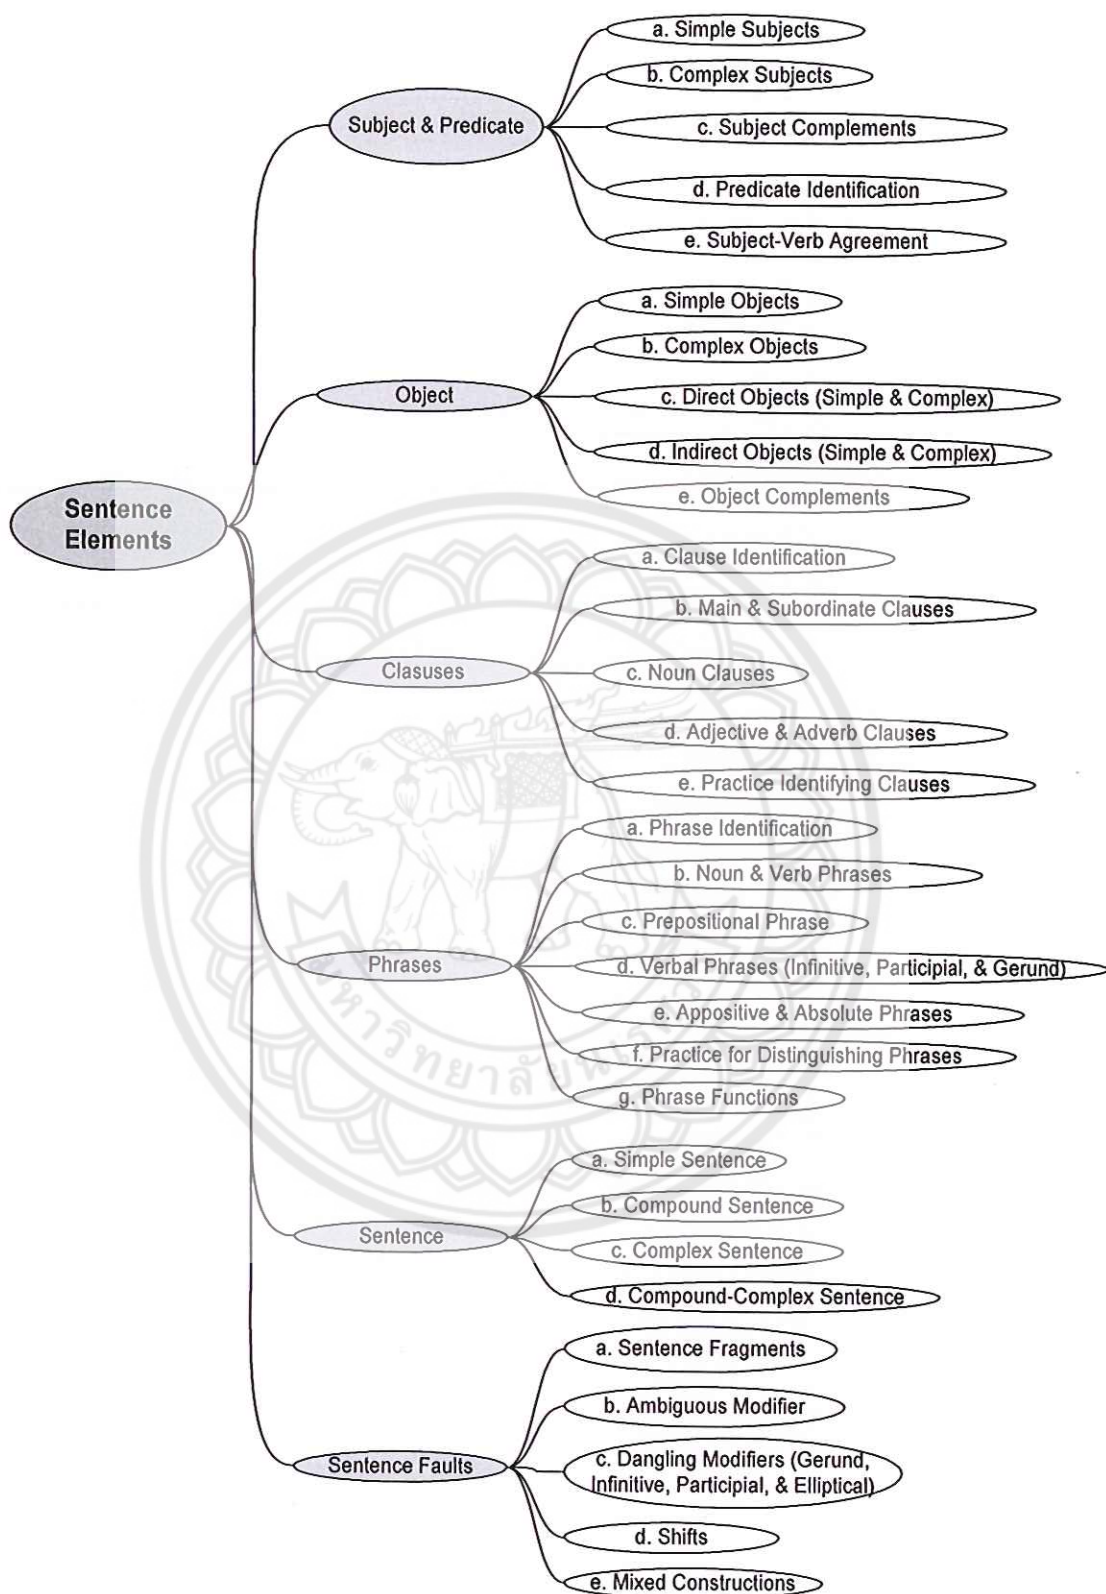 a. Simple Subjects
b. Complex Subjects
Subject & Predicate
c. Subject Complements
d. Predicate Identification
e. Subject-Verb Agreement
a. Simple Objects
b. Complex Objects
Object
c. Direct Objects (Simple & Complex)
d. Indirect Objects (Simple & Complex)
e. Object Complements
Sentence
Elements
a. Clause Identification
b. Main & Subordinate Clauses
Clasuses
c. Noun Clauses
d. Adjective & Adverb Clauses
e. Practice Identifying Clauses
a. Phrase Identification
b. Noun & Verb Phrases
c. Prepositional Phrase
Phrases
d. Verbal Phrases (Infinitive, Participial, & Gerund)
e. Appositive & Absolute Phrases
f. Practice for Distinguishing Phrases
g. Phrase Functions
a. Simple Sentence
b. Compound Sentence
Sentence
c. Complex Sentence
d. Compound-Complex Sentence
a. Sentence Fragments
b. Ambiguous Modifier
Sentence Faults
c. Dangling Modifiers (Gerund,
Infinitive, Participial, & Elliptical)
d. Shifts
e. Mixed Constructions